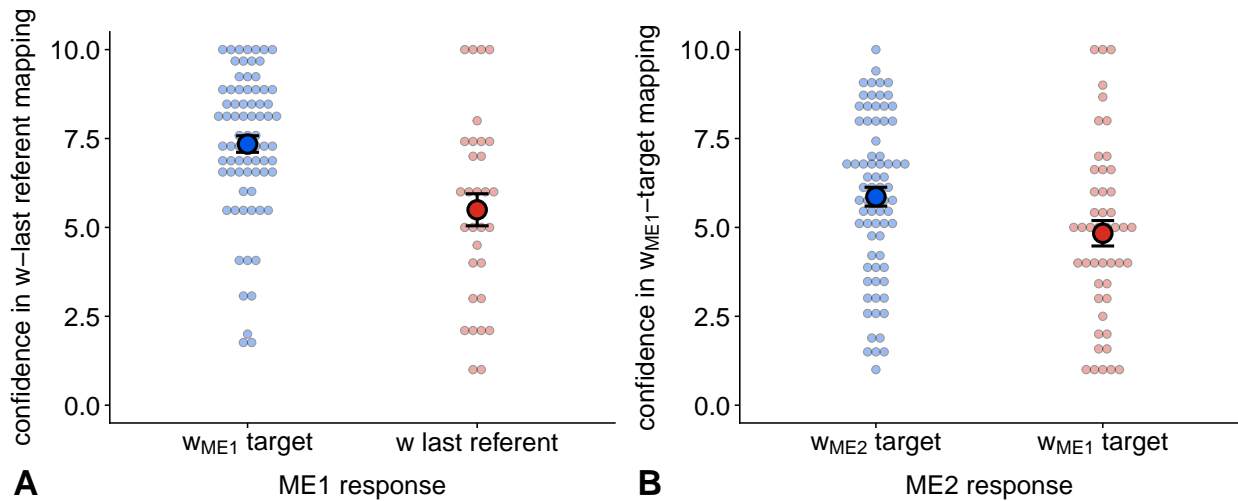 confidence in w−last referent mapping
10.0
7.5
5.0
2.5
0.0
wME1 target
w last referent
A
ME1 response
confidence in wME1−target mapping
10.0
7.5
5.0
2.5
0.0
wME2 target
wME1 target
B
ME2 response